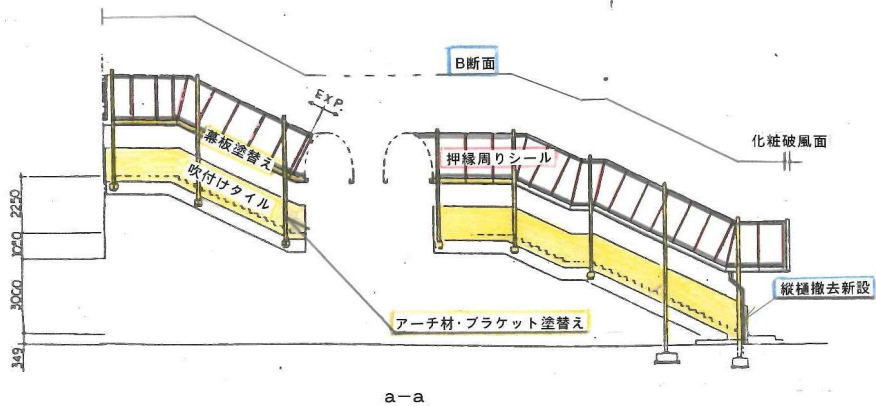 B断面
EXP.
化粧破風面
幕板塗替え
押縁周りシール
吹付けタイル
2250
1050
3000
349
縦樋撤去新設
アーチ材・ブラケット塗替え
a-a